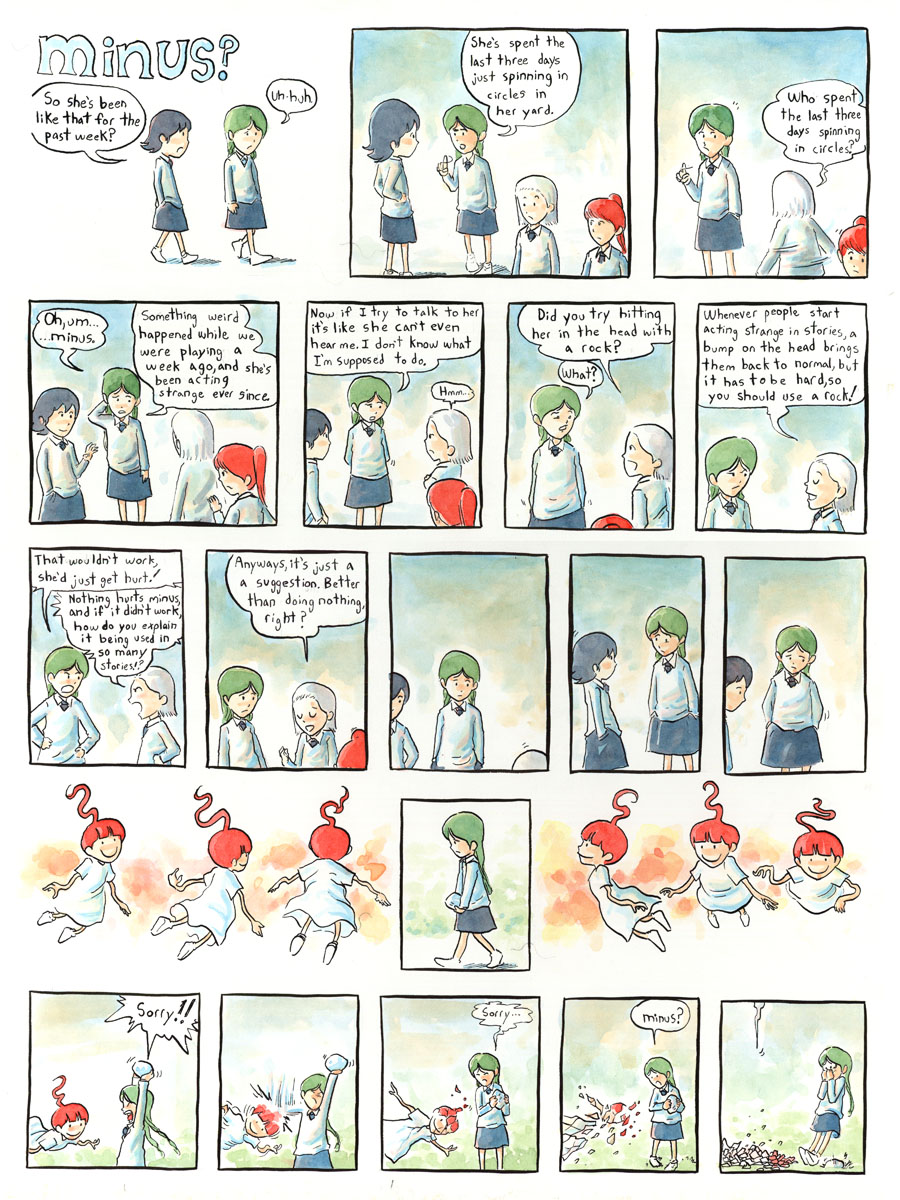 minus?
So she's been
like that for the
past week?
Uh-huh.
She's spent the
last three days
just spinning in
circles in
her yard.
Who spent
the last three
days spinning
in circles?
Oh, um...
...minus.
Something weird
happened while we
were playing a
week ago, and she's
been acting
strange ever since.
Now if I try to talk to her
it's like she can't even
hear me. I don't know what
I'm supposed to do.
Hmm...
Did you try hitting
her in the head with
a rock?
What?
Whenever people start
acting strange in stories, a
bump on the head brings
them back to normal, but
it has to be hard, so
you should use a rock!
That wouldn't work,
she'd just get hurt!
Nothing hurts minus,
and if it didn't work,
how do you explain
it being used in
so many
stories!?
Anyways, it's just a
a suggestion. Better
than doing nothing,
right?
Sorry!!
Sorry...
minus?